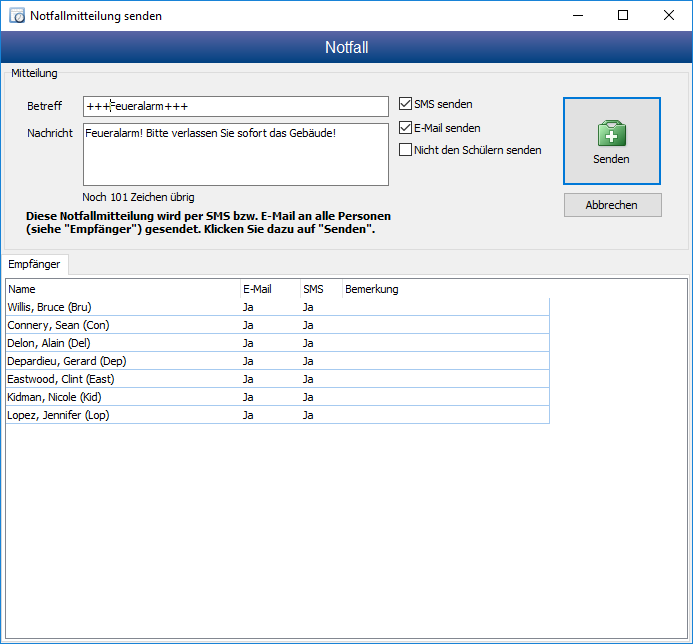 Notfallmitteilung senden
Notfall
Mitteilung
Betreff +++Feueralarm+++
Nachricht Feueralarm! Bitte verlassen Sie sofort das Gebäude!
SMS senden
E-Mail senden
Nicht den Schülern senden
Senden
Abbrechen
Noch 101 Zeichen übrig
Diese Notfallmitteilung wird per SMS bzw. E-Mail an alle Personen
(siehe "Empfänger") gesendet. Klicken Sie dazu auf "Senden".
Empfänger
Name E-Mail SMS Bemerkung
Willis, Bruce (Bru) Ja Ja
Connery, Sean (Con) Ja Ja
Delon, Alain (Del) Ja Ja
Depardieu, Gerard (Dep) Ja Ja
Eastwood, Clint (East) Ja Ja
Kidman, Nicole (Kid) Ja Ja
Lopez, Jennifer (Lop) Ja Ja